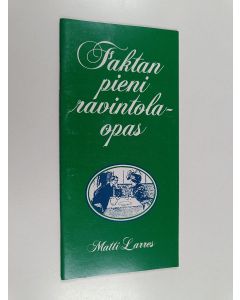 Faktan
pieni
ravintola-
opas
Matti Larres